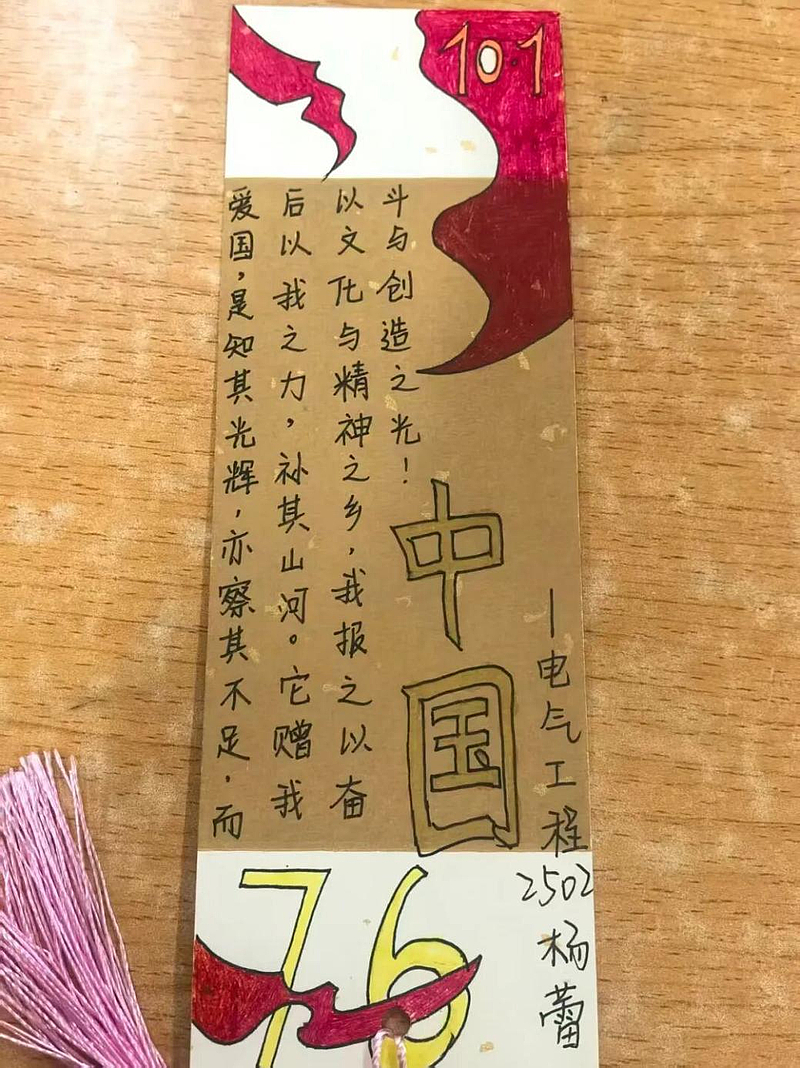 10·1
爱国，是知其光辉，亦察其不足，而
后以我之力，补其山河。它赠我
以文化与精神之乡，我报之以奋
斗与创造之光！
中国
—电气工程2502杨蕾
76